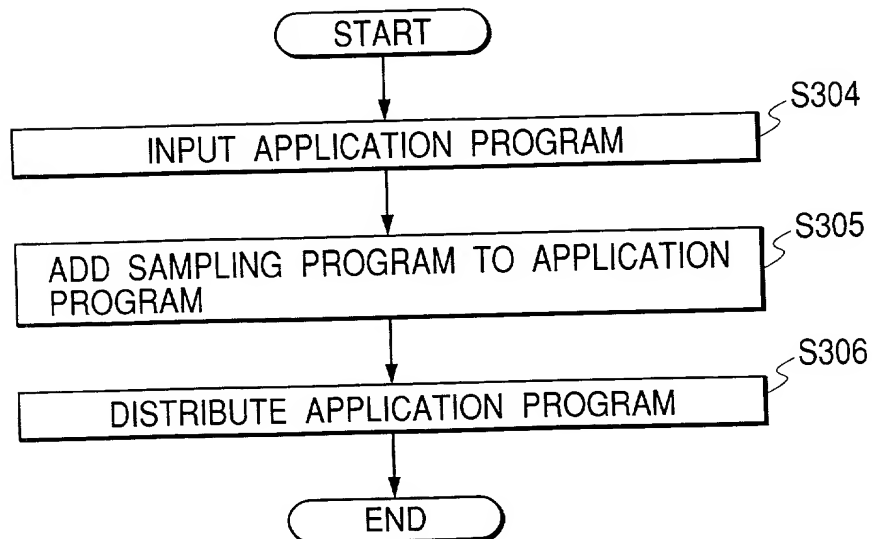 START
S304
INPUT APPLICATION PROGRAM
S305
ADD SAMPLING PROGRAM TO APPLICATION
PROGRAM
S306
DISTRIBUTE APPLICATION PROGRAM
END